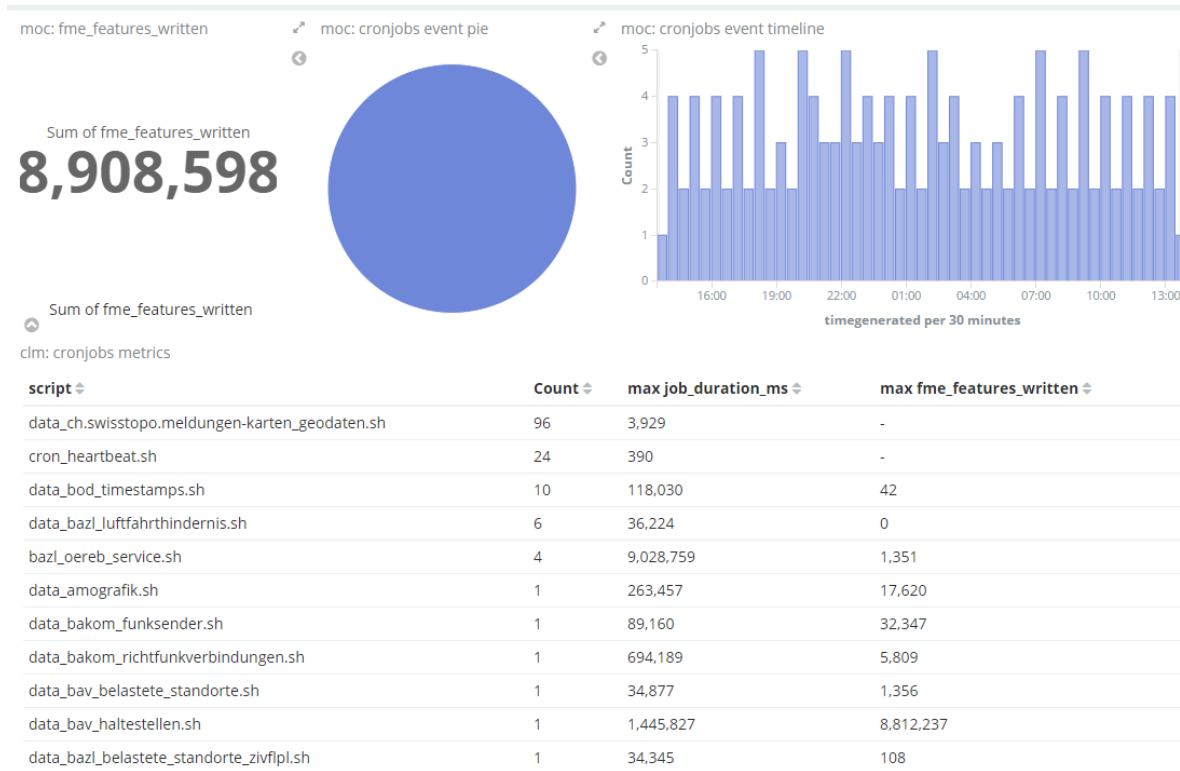 moc: fme_features_written
Sum of fme_features_written
8,908,598
Sum of fme_features_written
moc: cronjobs event pie
moc: cronjobs event timeline
Count
5
4
3
2
1
0
16:00 19:00 22:00 01:00 04:00 07:00 10:00 13:00
timegenerated per 30 minutes
clm: cronjobs metrics
script Count max job_duration_ms max fme_features_written
data_ch.swisstopo.meldungen-karten_geodaten.sh 96 3,929 -
cron_heartbeat.sh 24 390 -
data_bod_timestamps.sh 10 118,030 42
data_bazl_luftfahrthindernis.sh 6 36,224 0
bazl_oereb_service.sh 4 9,028,759 1,351
data_amografik.sh 1 263,457 17,620
data_bakom_funksender.sh 1 89,160 32,347
data_bakom_richtfunkverbindungen.sh 1 694,189 5,809
data_bav_belastete_standorte.sh 1 34,877 1,356
data_bav_haltestellen.sh 1 1,445,827 8,812,237
data_bazl_belastete_standorte_zivflpl.sh 1 34,345 108